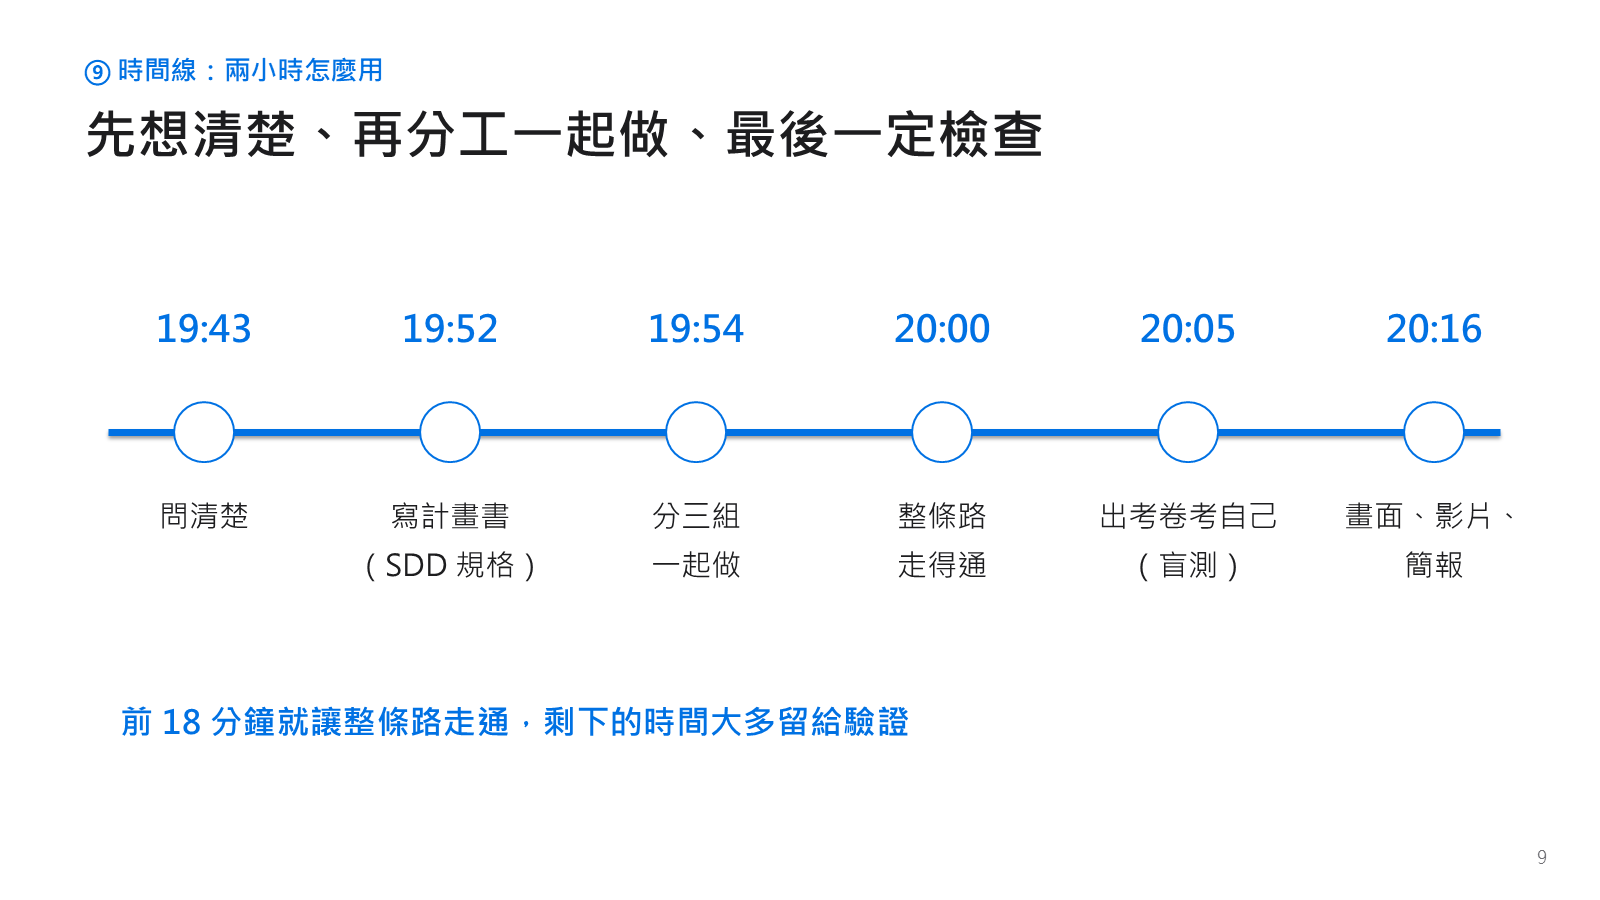 ⑨ 時間線：兩小時怎麼用
先想清楚、再分工一起做、最後一定檢查
19:43
19:52
19:54
20:00
20:05
20:16
問清楚
寫計畫書
（SDD 規格）
分三組
一起做
整條路
走得通
出考卷考自己
（盲測）
畫面、影片、
簡報
前 18 分鐘就讓整條路走通，剩下的時間大多留給驗證
9